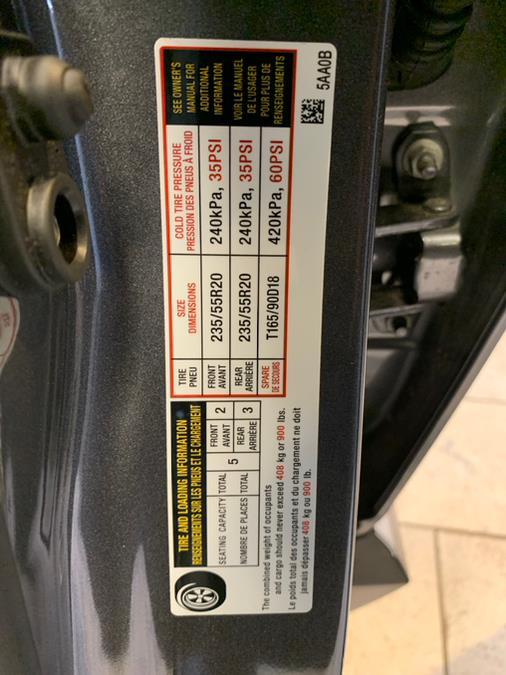 TIRE AND LOADING INFORMATION
RENSEIGNEMENTS SUR LES PNEUS ET LE CHARGEMENT
SEATING CAPACITY TOTAL
NOMBRE DE PLACES TOTAL
5
FRONT
AVANT
2
REAR
ARRIÈRE
3
The combined weight of occupants
and cargo should never exceed 408 kg or 900 lbs.
Le poids total des occupants et du chargement ne doit
jamais dépasser 408 kg ou 900 lb.
TIRE
PNEU
SIZE
DIMENSIONS
COLD TIRE PRESSURE
PRESSION DES PNEUS À FROID
FRONT
AVANT
235/55R20
240kPa, 35PSI
REAR
ARRIÈRE
235/55R20
240kPa, 35PSI
SPARE
DE SECOURS
T165/90D18
420kPa, 60PSI
SEE OWNER'S
MANUAL FOR
ADDITIONAL
INFORMATION
VOIR LE MANUEL
DE L'USAGER
POUR PLUS DE
RENSEIGNEMENTS
5AA0B